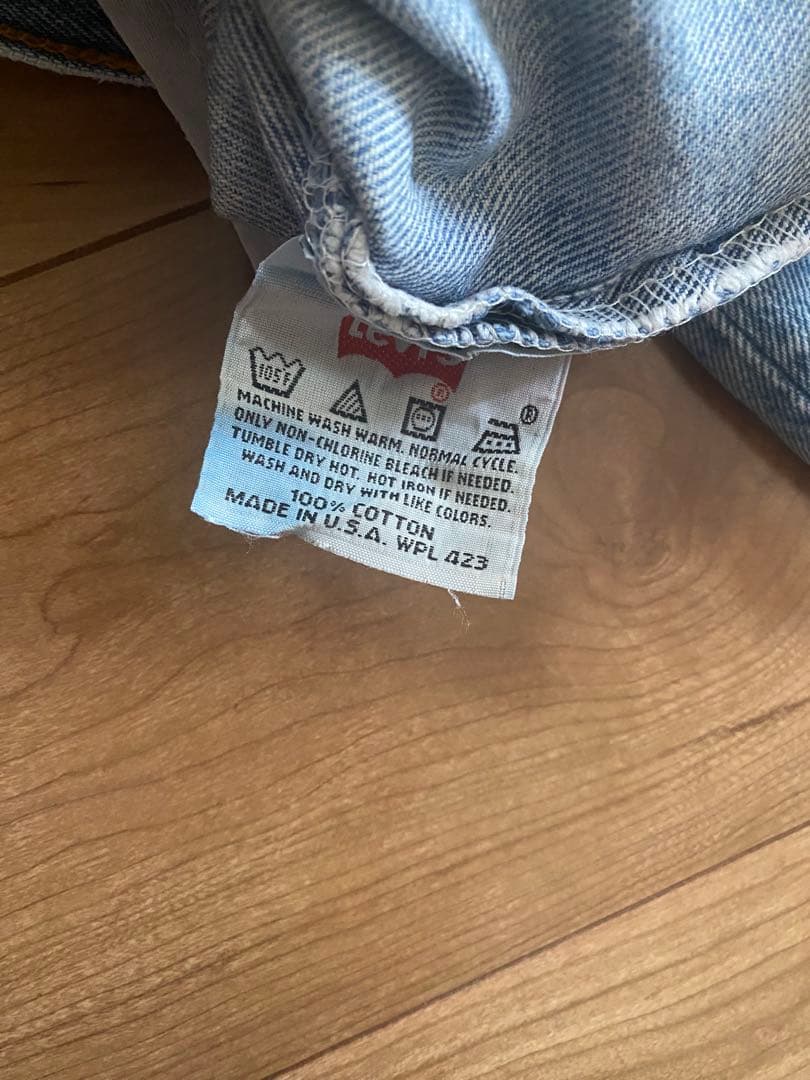 Levi's
®
105F
®
MACHINE WASH WARM. NORMAL CYCLE.
ONLY NON-CHLORINE BLEACH IF NEEDED.
TUMBLE DRY HOT. HOT IRON IF NEEDED.
WASH AND DRY WITH LIKE COLORS.
100% COTTON
MADE IN U.S.A. WPL 423